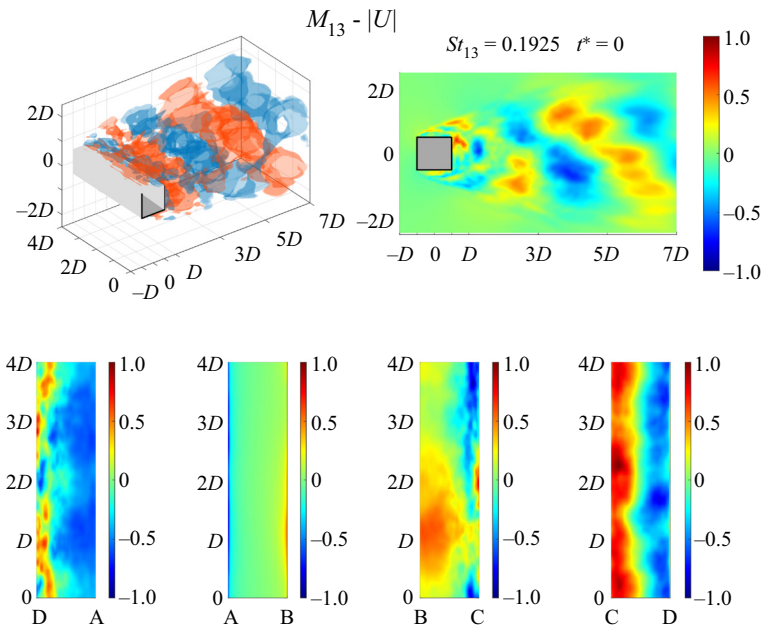 M₁₃ - |U|
St₁₃ = 0.1925 t* = 0
2D
0
–2D
4D
2D
0
–D
0
D
3D
5D
7D
2D
0
–2D
–D 0 D 3D 5D 7D
1.0
0.5
0
–0.5
–1.0
4D
3D
2D
D
0
D A
1.0
0.5
0
–0.5
–1.0
4D
3D
2D
D
0
A B
1.0
0.5
0
–0.5
–1.0
4D
3D
2D
D
0
B C
1.0
0.5
0
–0.5
–1.0
4D
3D
2D
D
0
C D
1.0
0.5
0
–0.5
–1.0